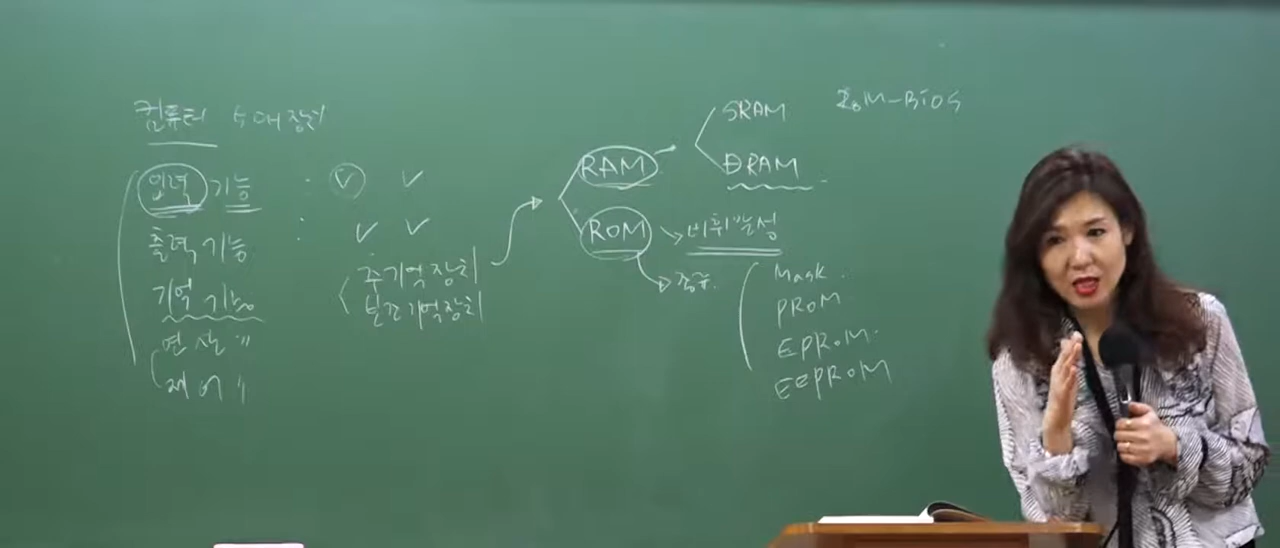 컴퓨터 5대 장치
입력 기능 :
출력 기능 :
기억 기능
연산 "
제어 "
주기억장치
보조기억장치
RAM
ROM
SRAM
DRAM
비휘발성
종류
Mask
PROM
EPROM
EEPROM
ROM-BIOS